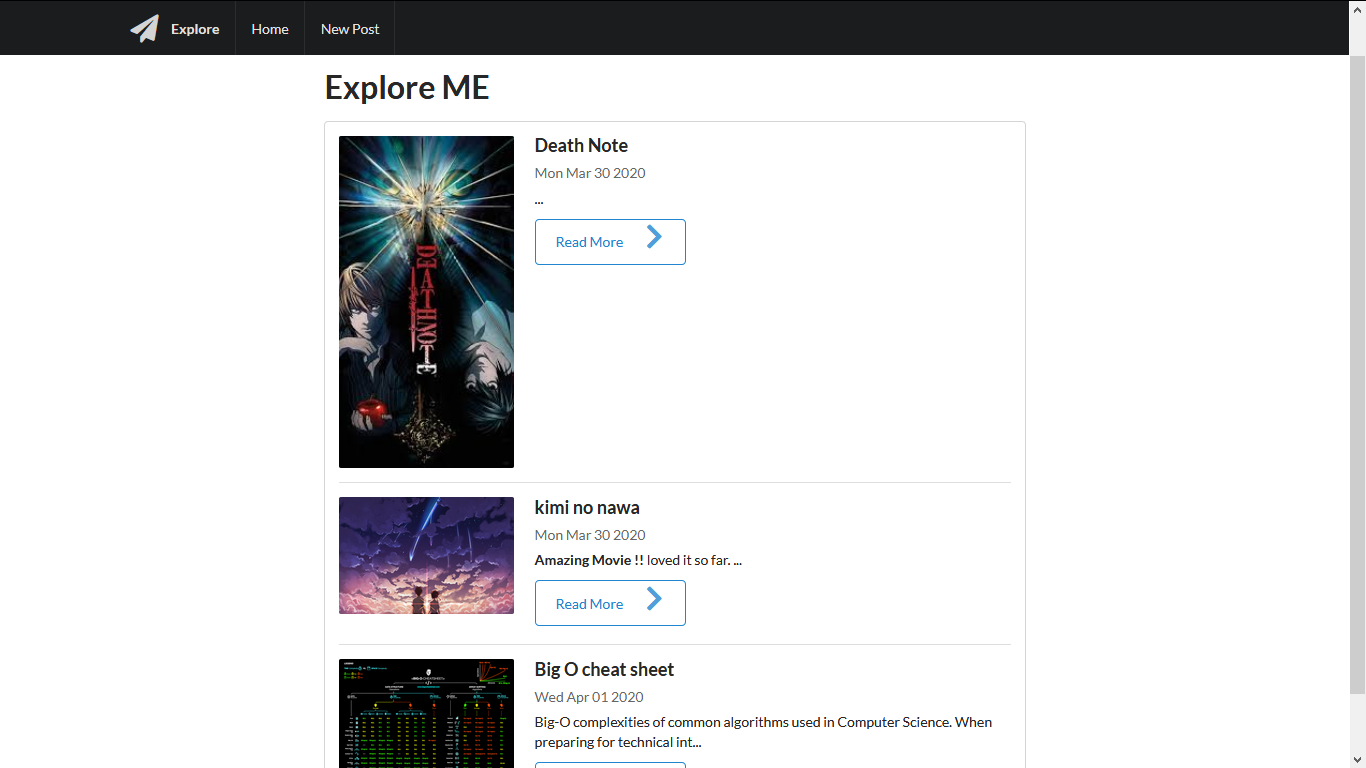 Explore
Home
New Post
Explore ME
DEATH NOTE
Death Note
Mon Mar 30 2020
...
Read More
kimi no nawa
Mon Mar 30 2020
Amazing Movie !! loved it so far. ...
Read More
Big O cheat sheet
Wed Apr 01 2020
Big-O complexities of common algorithms used in Computer Science. When
preparing for technical int...